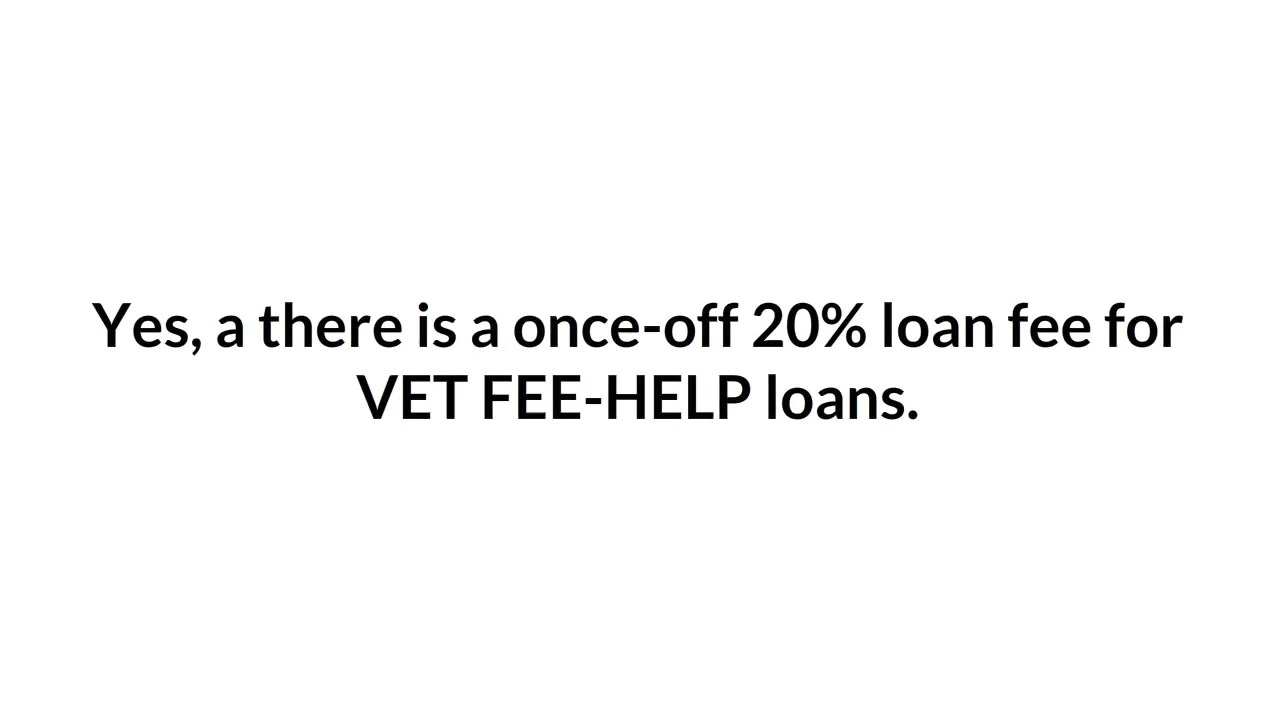 Yes, a there is a once-off 20% loan fee for
VET FEE-HELP loans.